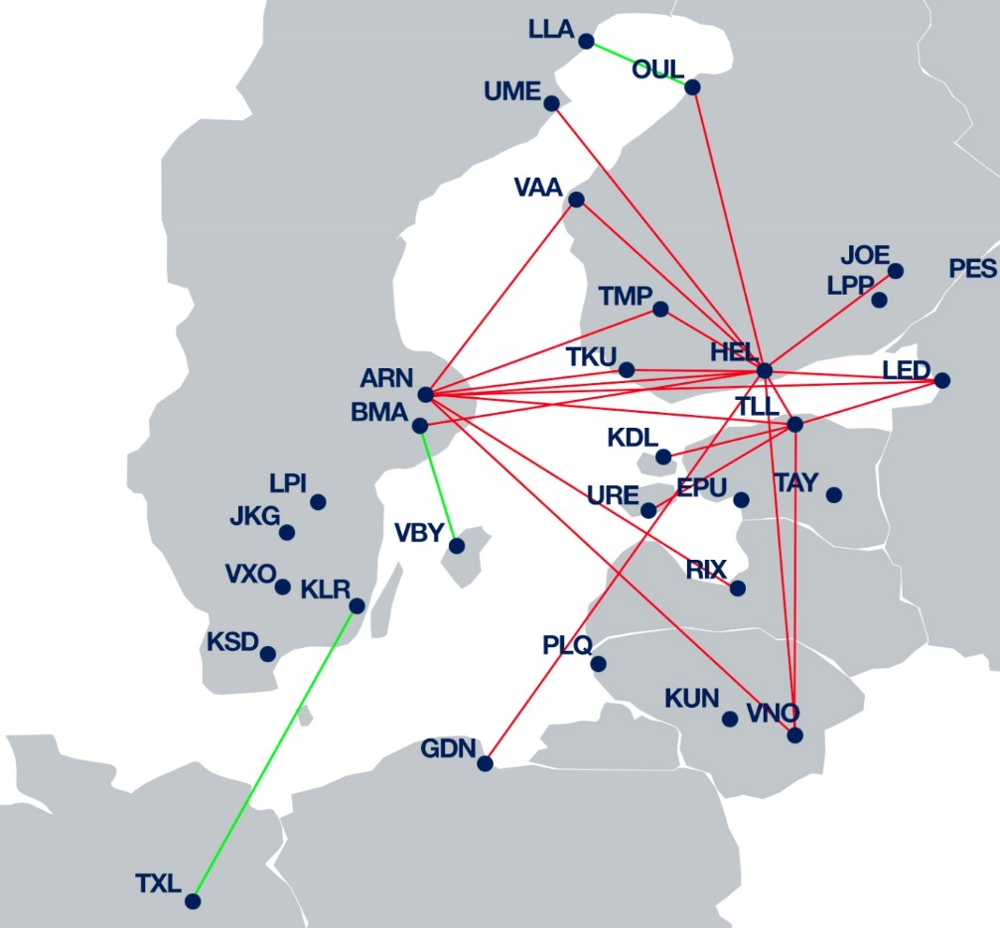 LLA
OUL
UME
VAA
JOE
PES
LPP
TMP
HEL
TKU
LED
ARN
TLL
BMA
KDL
LPI
EPU
TAY
URE
JKG
VBY
RIX
VXO
KLR
KSD
PLQ
KUN
VNO
GDN
TXL